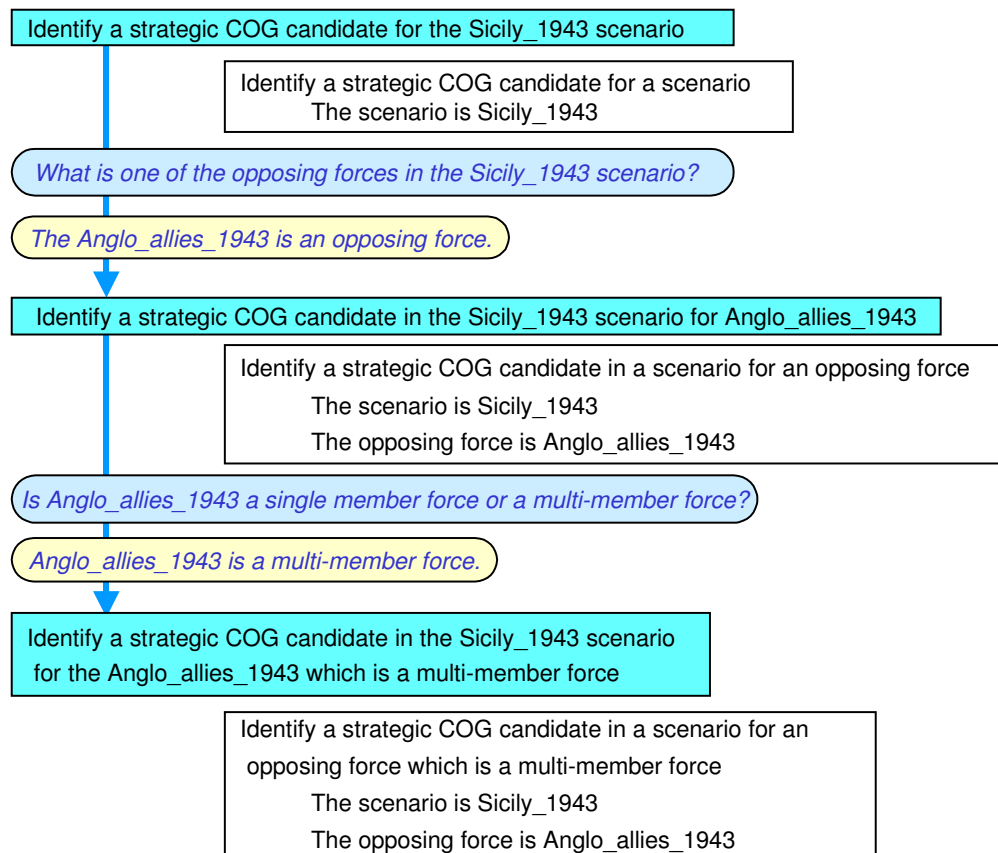 Identify a strategic COG candidate for the Sicily_1943 scenario
Identify a strategic COG candidate for a scenario
The scenario is Sicily_1943
What is one of the opposing forces in the Sicily_1943 scenario?
The Anglo_allies_1943 is an opposing force.
Identify a strategic COG candidate in the Sicily_1943 scenario for Anglo_allies_1943
Identify a strategic COG candidate in a scenario for an opposing force
The scenario is Sicily_1943
The opposing force is Anglo_allies_1943
Is Anglo_allies_1943 a single member force or a multi-member force?
Anglo_allies_1943 is a multi-member force.
Identify a strategic COG candidate in the Sicily_1943 scenario
for the Anglo_allies_1943 which is a multi-member force
Identify a strategic COG candidate in a scenario for an
opposing force which is a multi-member force
The scenario is Sicily_1943
The opposing force is Anglo_allies_1943